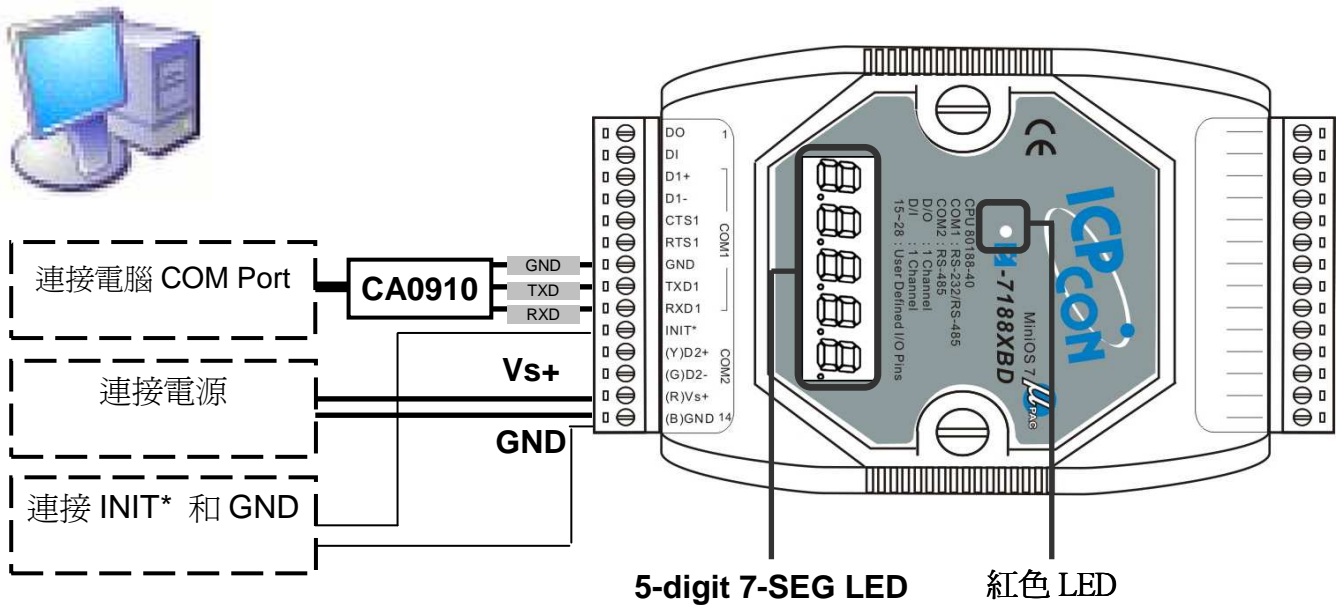 連接電腦 COM Port
CA0910
GND
TXD
RXD
連接電源
Vs+
GND
連接 INIT* 和 GND
DO 1
DI
D1+
D1-
CTS1
RTS1
GND
TXD1
RXD1
COM1
INIT*
(Y)D2+
(G)D2-
COM2
(R)Vs+
(B)GND 14
CE
ICP
CON
-7188XBD
MiniOS 7
μ
PAC
CPU 80188-40
COM1 : RS-232/RS-485
COM2 : RS-485
D/O : 1 Channel
D/I : 1 Channel
15~28 : User Defined I/O Pins
5-digit 7-SEG LED
紅色 LED